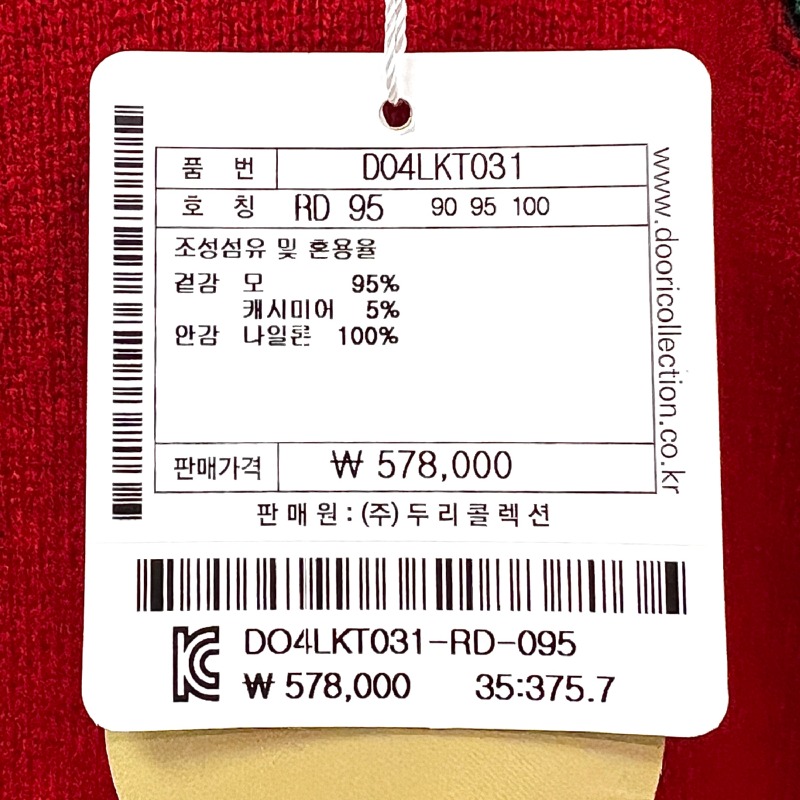 품 번 DO4LKT031
호 칭 RD 95 90 95 100
조성섬유 및 혼용율
겉감 모 95%
캐시미어 5%
안감 나일론 100%
판매가격 ₩ 578,000
판 매 원 : (주) 두 리 콜 렉 션
www.dooricollection.co.kr
DO4LKT031-RD-095
₩ 578,000 35:375.7